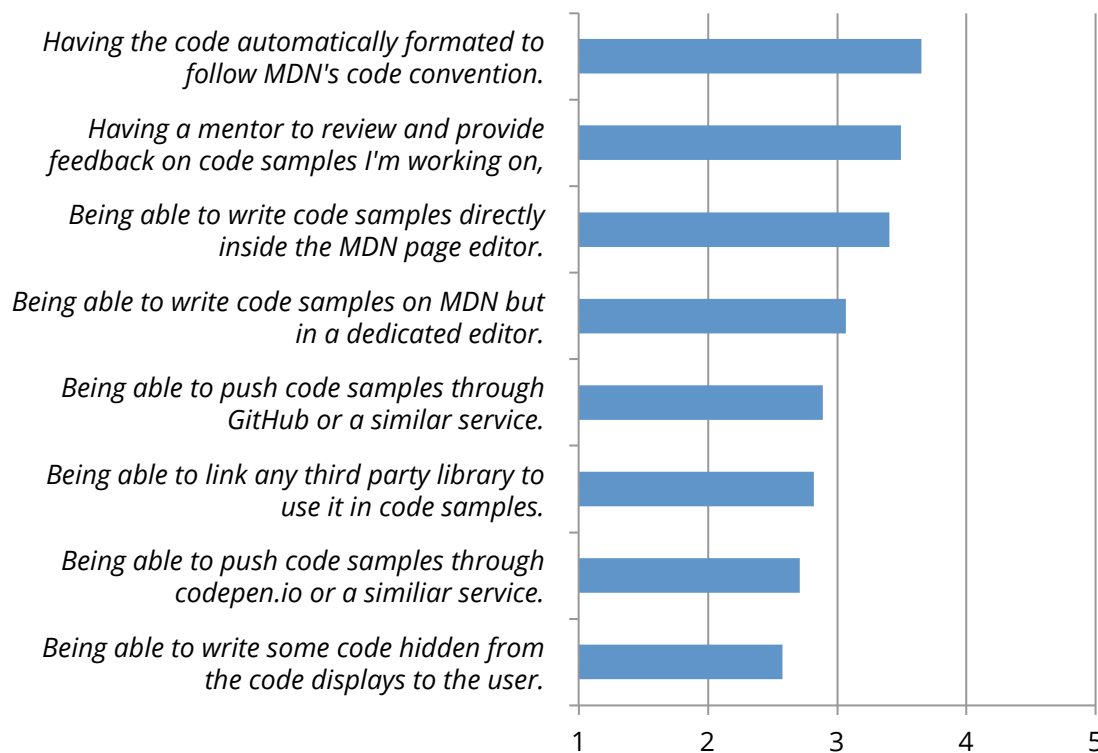 Having the code automatically formated to
follow MDN's code convention.
Having a mentor to review and provide
feedback on code samples I'm working on,
Being able to write code samples directly
inside the MDN page editor.
Being able to write code samples on MDN but
in a dedicated editor.
Being able to push code samples through
GitHub or a similar service.
Being able to link any third party library to
use it in code samples.
Being able to push code samples through
codepen.io or a similiar service.
Being able to write some code hidden from
the code displays to the user.
1 2 3 4 5